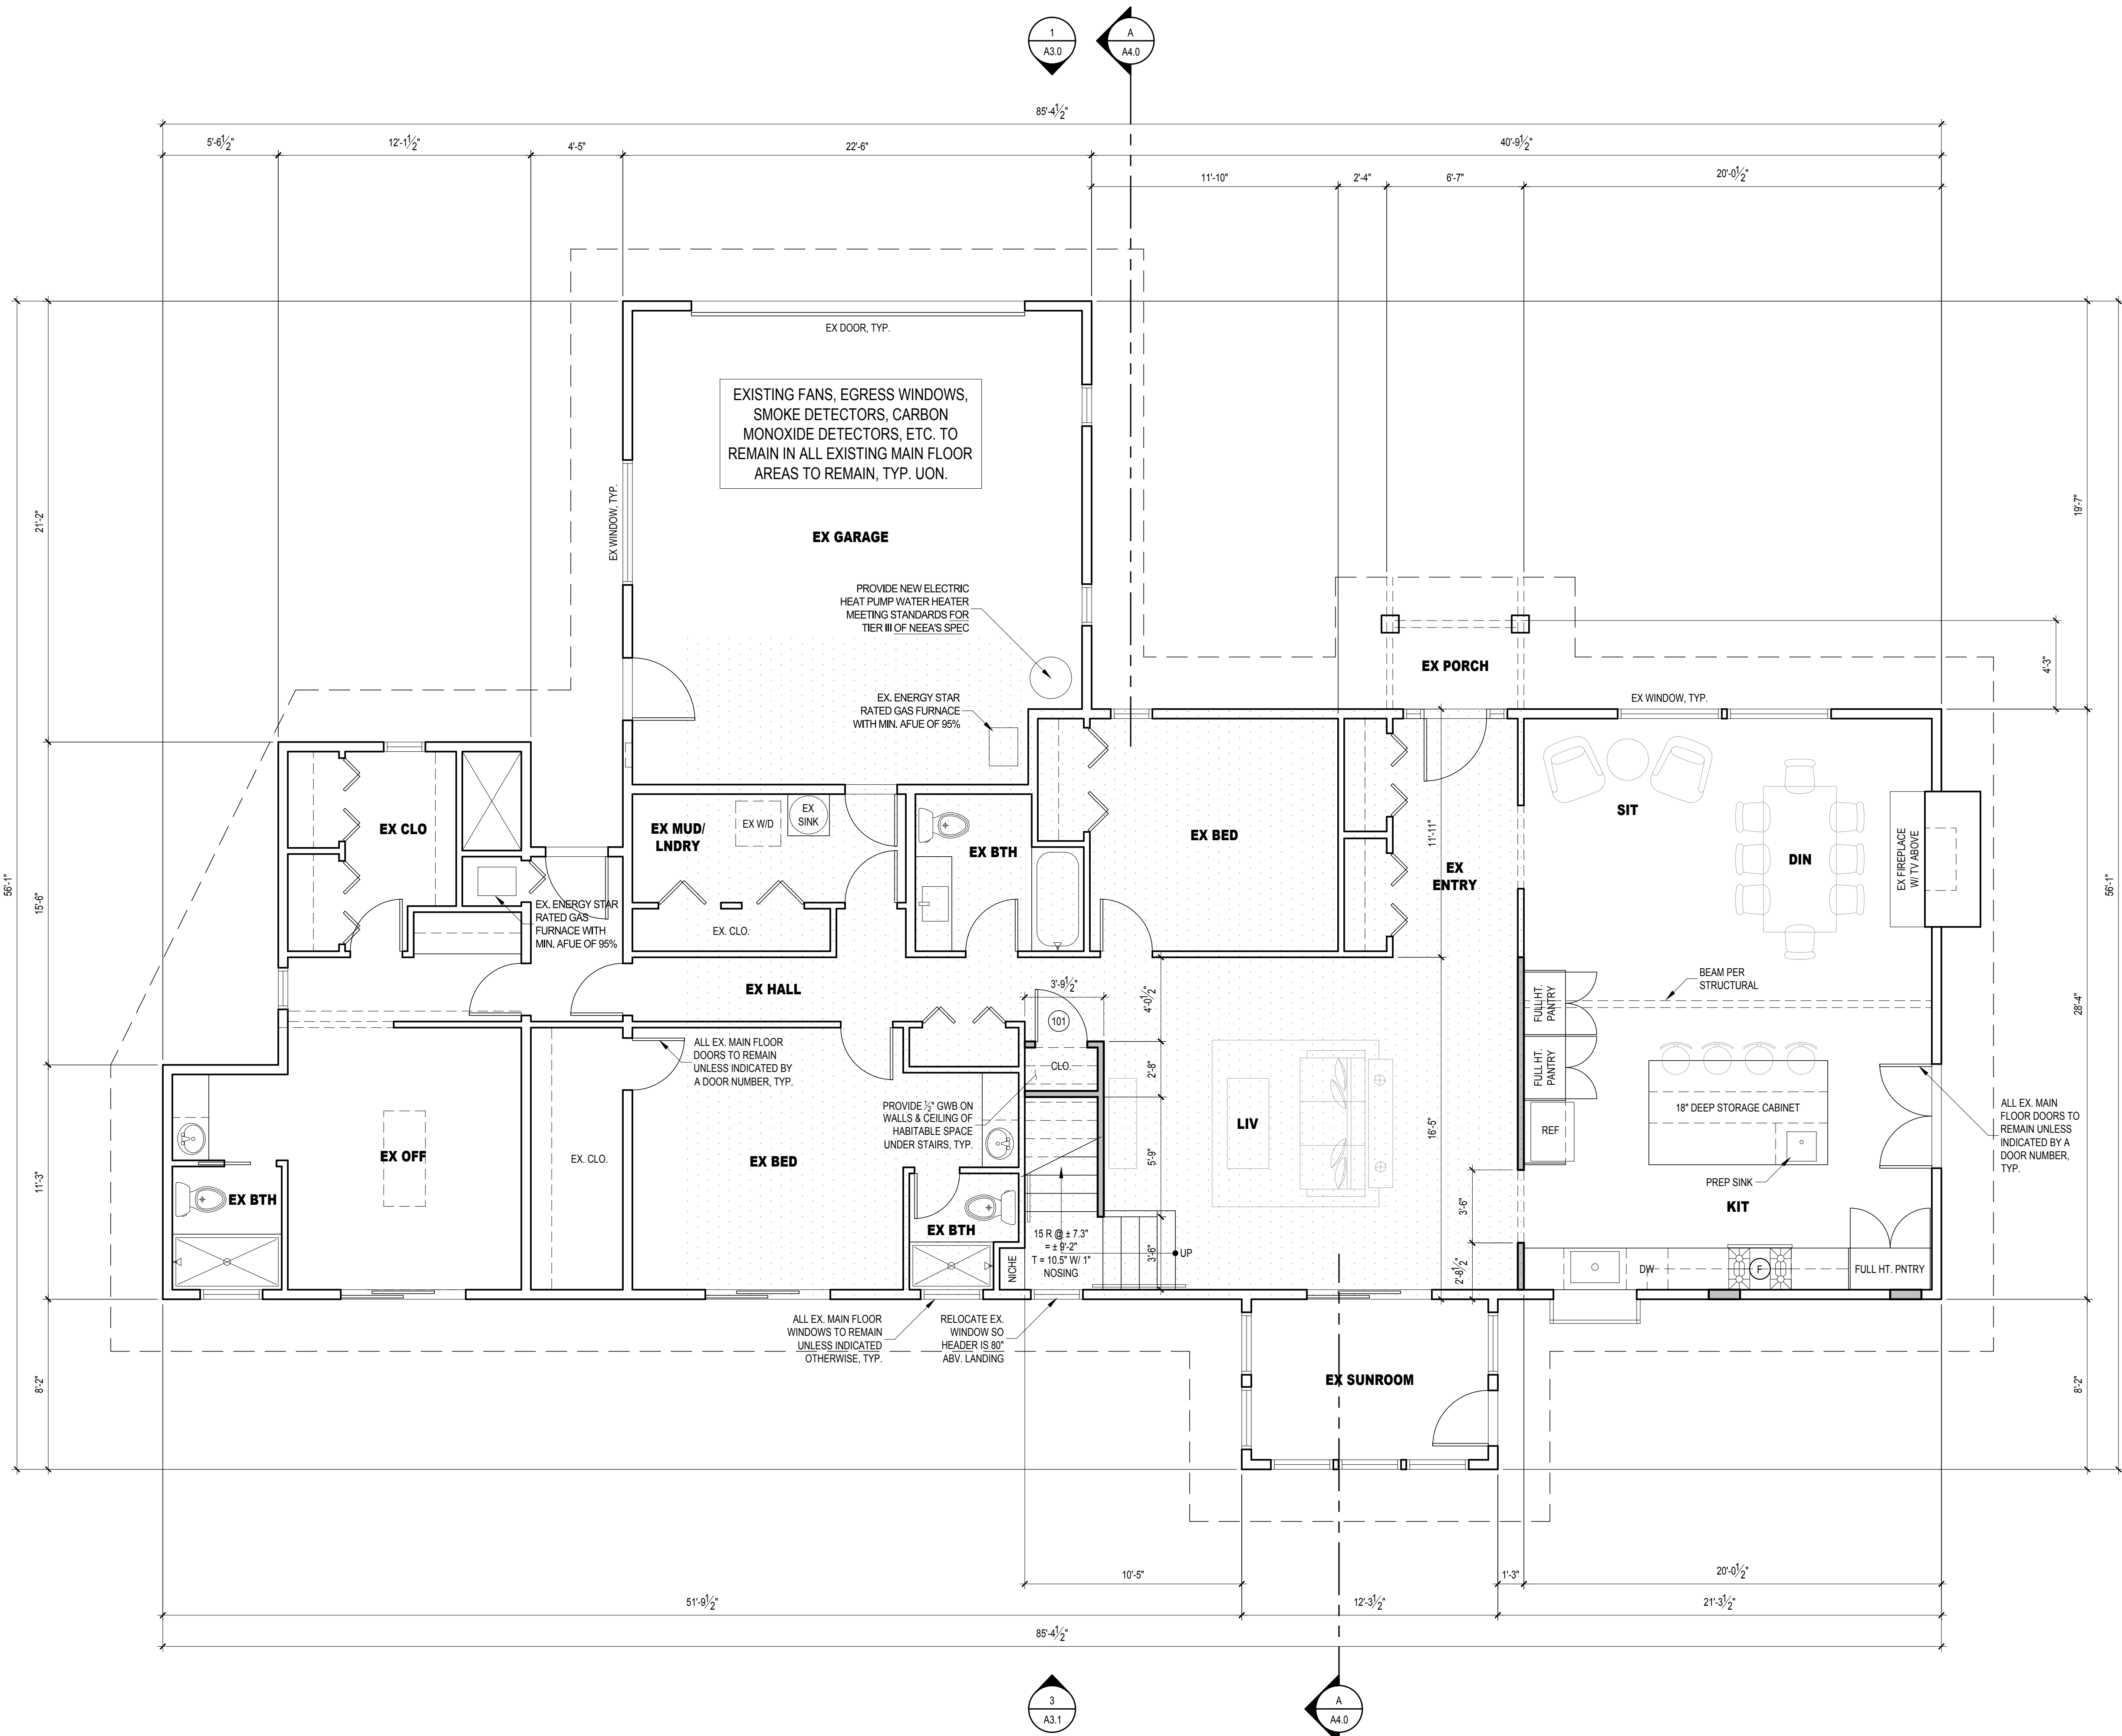 1
A3.0
A
A4.0
85'-4½"
5'-6½"
12'-1½"
4'-5"
22'-6"
40'-9½"
11'-10"
2'-4"
6'-7"
20'-0½"
EX DOOR, TYP.
EXISTING FANS, EGRESS WINDOWS,
SMOKE DETECTORS, CARBON
MONOXIDE DETECTORS, ETC. TO
REMAIN IN ALL EXISTING MAIN FLOOR
AREAS TO REMAIN, TYP. UON.
EX WINDOW, TYP.
EX GARAGE
21'-2"
19'-7"
PROVIDE NEW ELECTRIC
HEAT PUMP WATER HEATER
MEETING STANDARDS FOR
TIER III OF NEEA'S SPEC
EX. ENERGY STAR
RATED GAS FURNACE
WITH MIN. AFUE OF 95%
EX PORCH
4'-3"
EX WINDOW, TYP.
56'-1"
15'-6"
EX CLO
EX MUD/
LNDRY
EX W/D
EX
SINK
EX BTH
EX BED
11'-11"
EX
ENTRY
SIT
DIN
EX FIREPLACE
W/ TV ABOVE
56'-1"
EX. ENERGY STAR
RATED GAS
FURNACE WITH
MIN. AFUE OF 95%
EX. CLO.
EX HALL
3'-9½"
4'-0½"
101
BEAM PER
STRUCTURAL
FULL HT.
PANTRY
28'-4"
ALL EX. MAIN FLOOR
DOORS TO REMAIN
UNLESS INDICATED BY
A DOOR NUMBER, TYP.
CLO.
2'-8"
FULL HT.
PANTRY
PROVIDE ½" GWB ON
WALLS & CEILING OF
HABITABLE SPACE
UNDER STAIRS, TYP.
LIV
16'-5"
REF
18" DEEP STORAGE CABINET
ALL EX. MAIN
FLOOR DOORS TO
REMAIN UNLESS
INDICATED BY A
DOOR NUMBER,
TYP.
11'-3"
EX OFF
EX. CLO.
EX BED
5'-9"
PREP SINK
EX BTH
EX BTH
3'-6"
KIT
15 R @ ± 7.3"
= ± 9'-2"
T = 10.5" W/ 1"
NOSING
NICHE
3'-6"
UP
2'-8½"
DW
F
FULL HT. PNTRY
ALL EX. MAIN FLOOR
WINDOWS TO REMAIN
UNLESS INDICATED
OTHERWISE, TYP.
RELOCATE EX.
WINDOW SO
HEADER IS 80"
ABV. LANDING
8'-2"
EX SUNROOM
8'-2"
10'-5"
1'-3"
20'-0½"
51'-9½"
12'-3½"
21'-3½"
85'-4½"
3
A3.1
A
A4.0